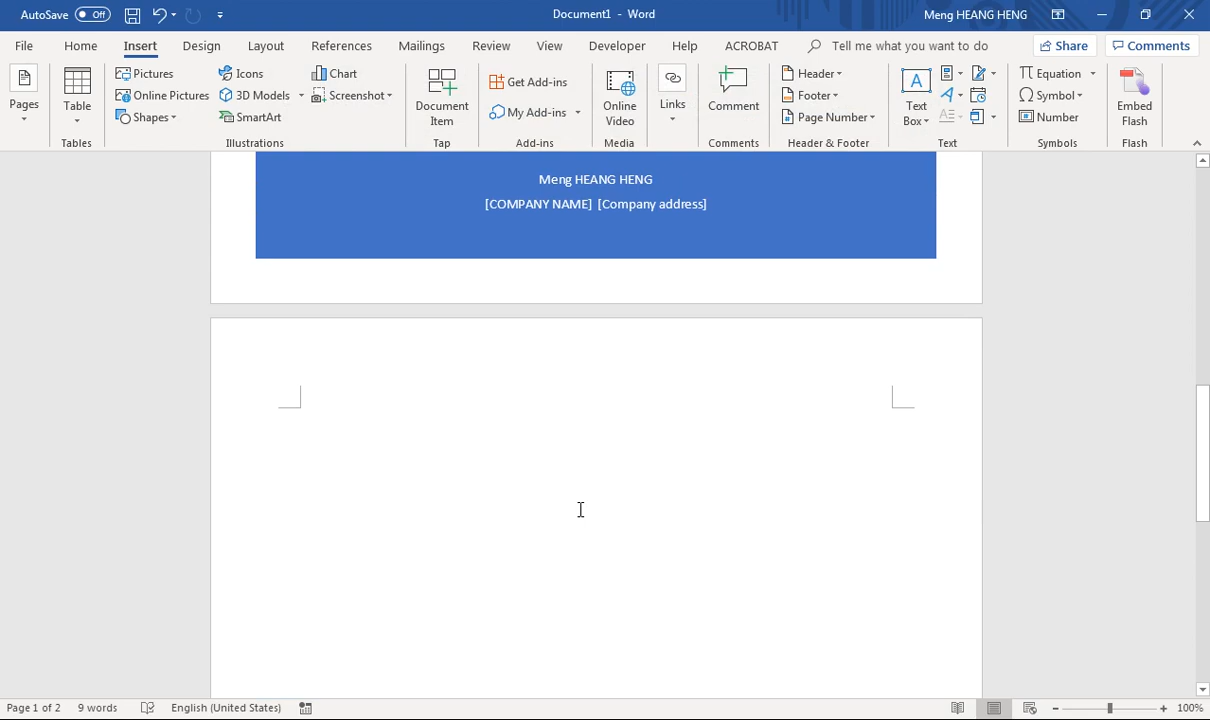 AutoSave Off Document1 - Word Meng HEANG HENG
File Home Insert Design Layout References Mailings Review View Developer Help ACROBAT Tell me what you want to do Share Comments
Pictures Icons Chart Get Add-ins Header Equation
Pages Table Online Pictures 3D Models Screenshot Document Item My Add-ins Online Video Links Comment Footer Text Box Symbol Embed Flash
Shapes SmartArt Page Number Number
Tables Illustrations Tap Add-ins Media Comments Header & Footer Text Symbols Flash
Meng HEANG HENG
[COMPANY NAME] [Company address]
Page 1 of 2 9 words English (United States) 100%